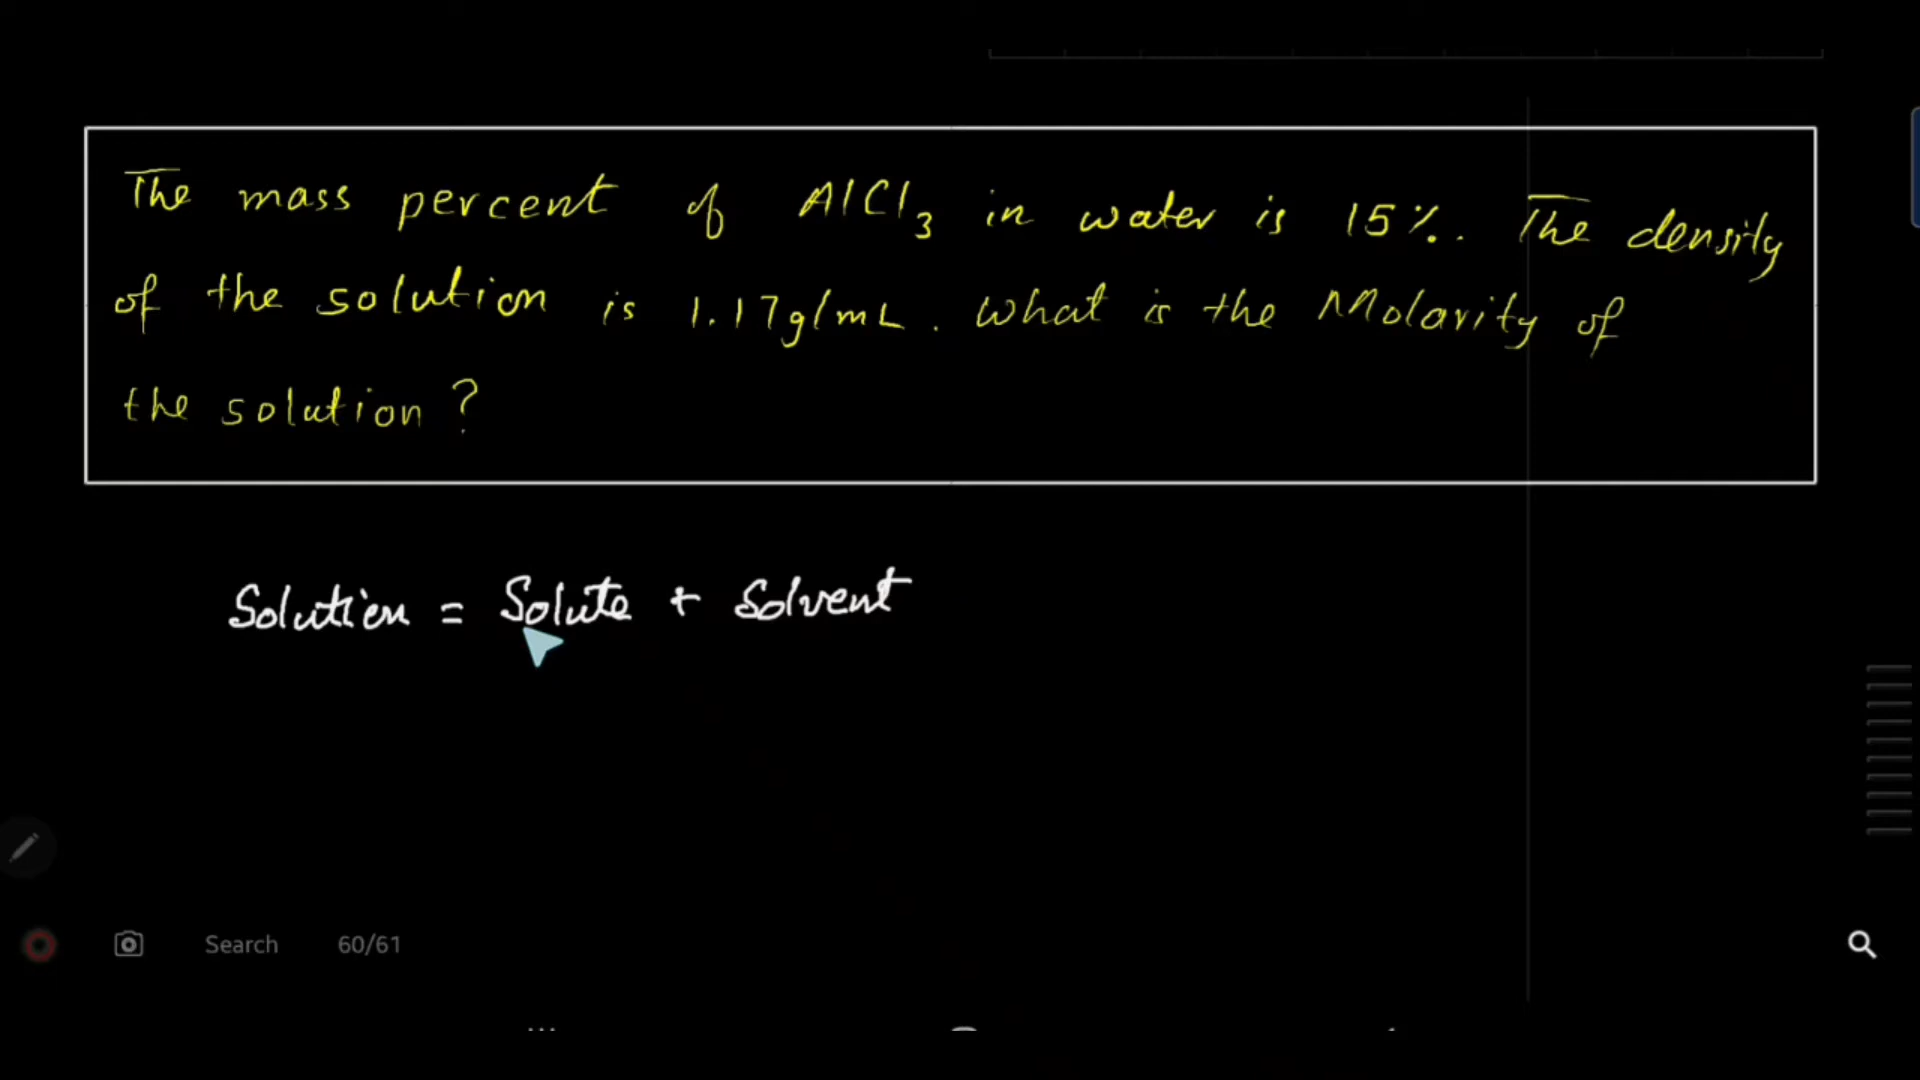 The mass percent of AlCl3 in water is 15%. The density
of the solution is 1.17g/mL. What is the Molarity of
the solution?
Solution = Solute + Solvent
Search 60/61